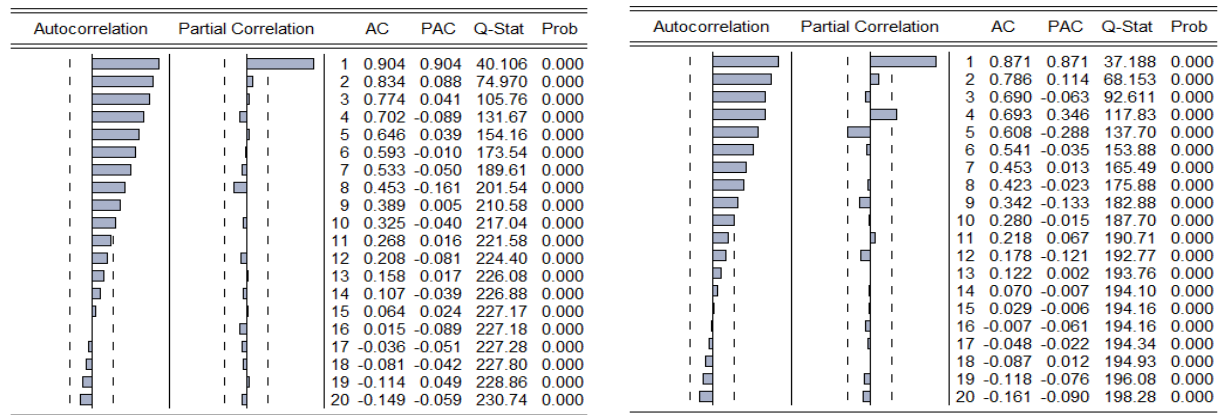 Autocorrelation Partial Correlation AC PAC Q-Stat Prob
1 0.904 0.904 40.106 0.000
2 0.834 0.088 74.970 0.000
3 0.774 0.041 105.76 0.000
4 0.702 -0.089 131.67 0.000
5 0.646 0.039 154.16 0.000
6 0.593 -0.010 173.54 0.000
7 0.533 -0.050 189.61 0.000
8 0.453 -0.161 201.54 0.000
9 0.389 0.005 210.58 0.000
10 0.325 -0.040 217.04 0.000
11 0.268 0.016 221.58 0.000
12 0.208 -0.081 224.40 0.000
13 0.158 0.017 226.08 0.000
14 0.107 -0.039 226.88 0.000
15 0.064 0.024 227.17 0.000
16 0.015 -0.089 227.18 0.000
17 -0.036 -0.051 227.28 0.000
18 -0.081 -0.042 227.80 0.000
19 -0.114 0.049 228.86 0.000
20 -0.149 -0.059 230.74 0.000
Autocorrelation Partial Correlation AC PAC Q-Stat Prob
1 0.871 0.871 37.188 0.000
2 0.786 0.114 68.153 0.000
3 0.690 -0.063 92.611 0.000
4 0.693 0.346 117.83 0.000
5 0.608 -0.288 137.70 0.000
6 0.541 -0.035 153.88 0.000
7 0.453 0.013 165.49 0.000
8 0.423 -0.023 175.88 0.000
9 0.342 -0.133 182.88 0.000
10 0.280 -0.015 187.70 0.000
11 0.218 0.067 190.71 0.000
12 0.178 -0.121 192.77 0.000
13 0.122 0.002 193.76 0.000
14 0.070 -0.007 194.10 0.000
15 0.029 -0.006 194.16 0.000
16 -0.007 -0.061 194.16 0.000
17 -0.048 -0.022 194.34 0.000
18 -0.087 0.012 194.93 0.000
19 -0.118 -0.076 196.08 0.000
20 -0.161 -0.090 198.28 0.000